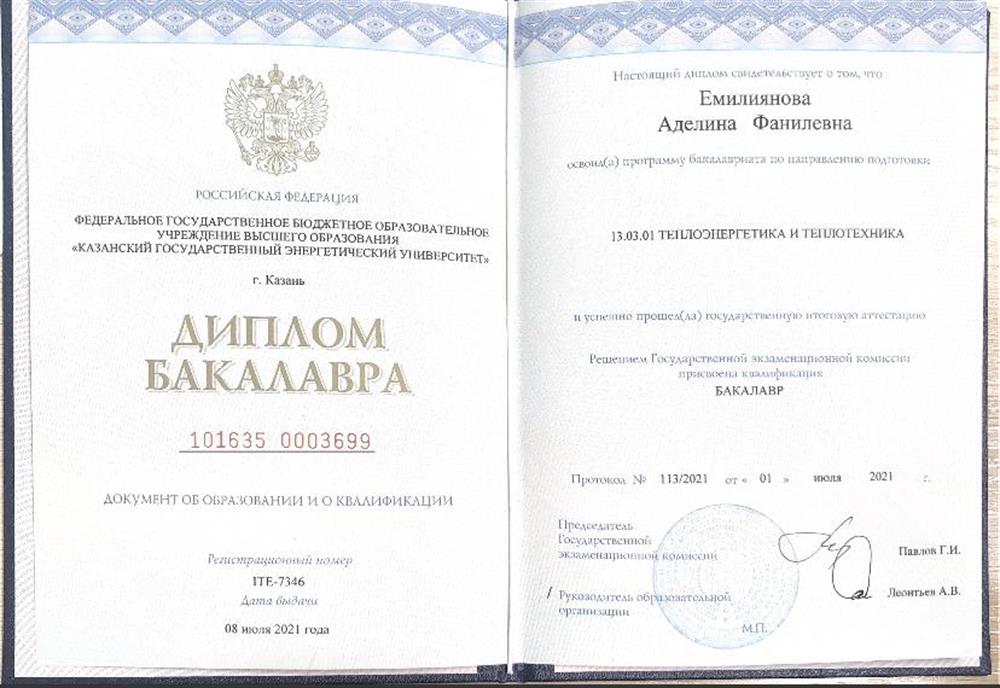 РОССИЙСКАЯ ФЕДЕРАЦИЯ
ФЕДЕРАЛЬНОЕ ГОСУДАРСТВЕННОЕ БЮДЖЕТНОЕ ОБРАЗОВАТЕЛЬНОЕ
УЧРЕЖДЕНИЕ ВЫСШЕГО ОБРАЗОВАНИЯ
«КАЗАНСКИЙ ГОСУДАРСТВЕННЫЙ ЭНЕРГЕТИЧЕСКИЙ УНИВЕРСИТЕТ»
г. Казань
ДИПЛОМ
БАКАЛАВРА
101635 0003699
ДОКУМЕНТ ОБ ОБРАЗОВАНИИ И О КВАЛИФИКАЦИИ
Регистрационный номер
ITE-7346
Дата выдачи
08 июля 2021 года
Настоящий диплом свидетельствует о том, что
Емилиянова
Аделина Фанилевна
освоил(а) программу бакалавриата по направлению подготовки
13.03.01 ТЕПЛОЭНЕРГЕТИКА И ТЕПЛОТЕХНИКА
и успешно прошел(ла) государственную итоговую аттестацию
Решением Государственной экзаменационной комиссии
присвоена квалификация
БАКАЛАВР
Протокол № 113/2021 от « 01 » июля 2021 г.
Председатель
Государственной
экзаменационной комиссии Павлов Г.И.
/ Руководитель образовательной Леонтьев А.В.
организации
М.П.